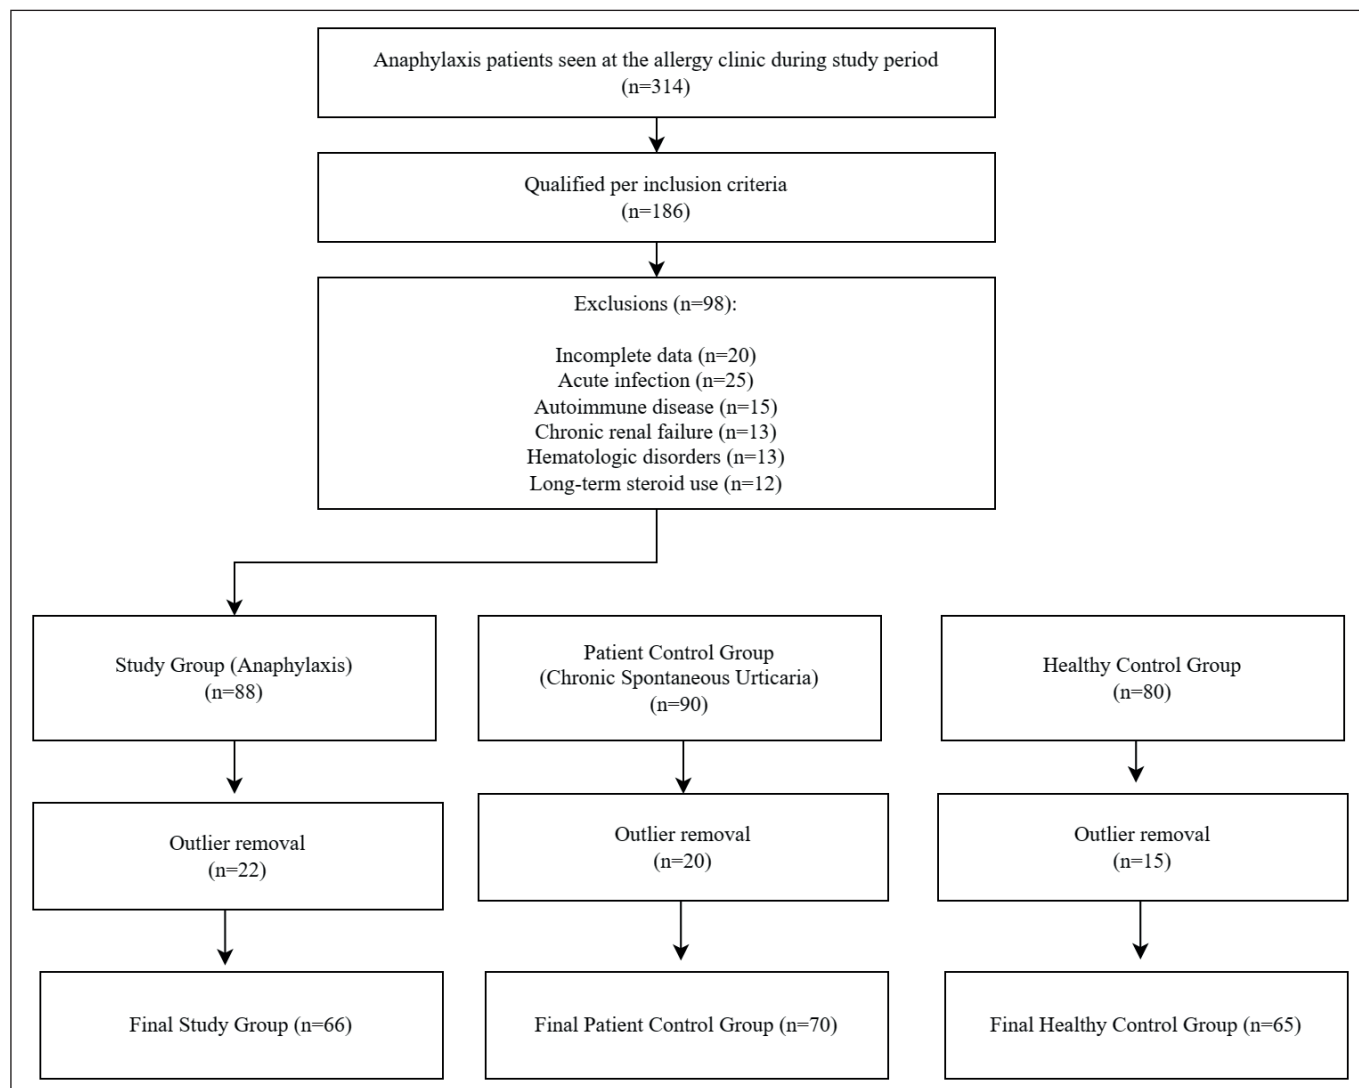 Anaphylaxis patients seen at the allergy clinic during study period
(n=314)
Qualified per inclusion criteria
(n=186)
Exclusions (n=98):
Incomplete data (n=20)
Acute infection (n=25)
Autoimmune disease (n=15)
Chronic renal failure (n=13)
Hematologic disorders (n=13)
Long-term steroid use (n=12)
Study Group (Anaphylaxis)
(n=88)
Patient Control Group
(Chronic Spontaneous Urticaria)
(n=90)
Healthy Control Group
(n=80)
Outlier removal
(n=22)
Outlier removal
(n=20)
Outlier removal
(n=15)
Final Study Group (n=66)
Final Patient Control Group (n=70)
Final Healthy Control Group (n=65)